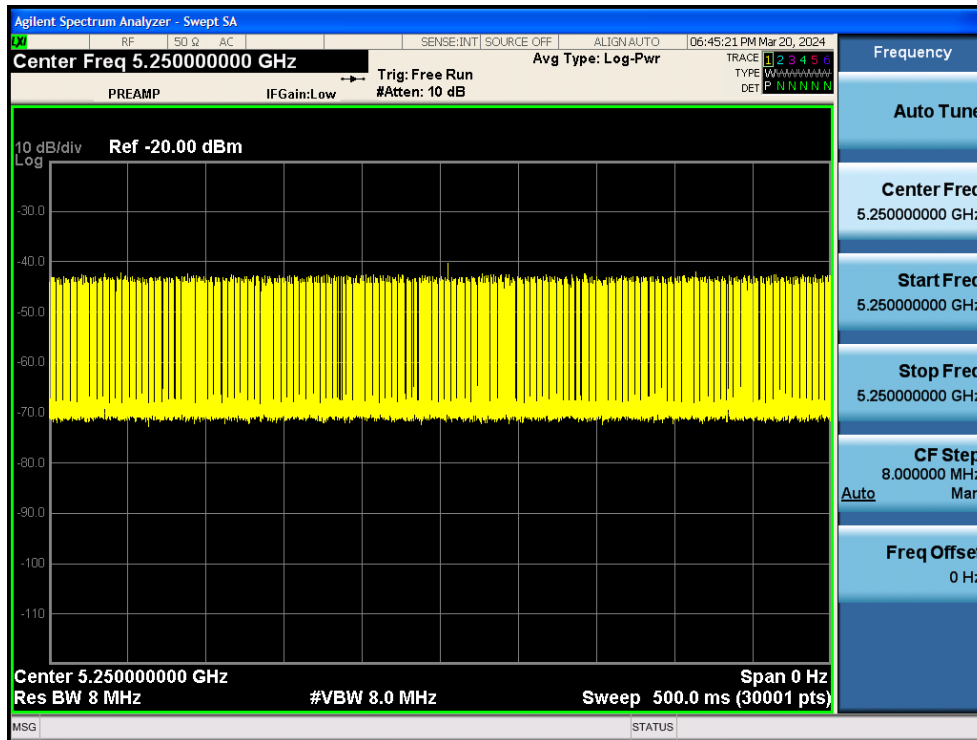 Agilent Spectrum Analyzer - Swept SA
LXI RF 50 Ω AC SENSE:INT SOURCE OFF ALIGN AUTO 06:45:21 PM Mar 20, 2024
Center Freq 5.250000000 GHz
PREAMP IFGain:Low
Trig: Free Run
#Atten: 10 dB
Avg Type: Log-Pwr
TRACE 1 2 3 4 5 6
TYPE WWWWWW
DET P N N N N N
10 dB/div Ref -20.00 dBm
Log
-30.0
-40.0
-50.0
-60.0
-70.0
-80.0
-90.0
-100
-110
Center 5.250000000 GHz Span 0 Hz
Res BW 8 MHz #VBW 8.0 MHz Sweep 500.0 ms (30001 pts)
MSG STATUS
Frequency
Auto Tune
Center Freq
5.250000000 GHz
Start Freq
5.250000000 GHz
Stop Freq
5.250000000 GHz
CF Step
8.000000 MHz
Auto Man
Freq Offset
0 Hz